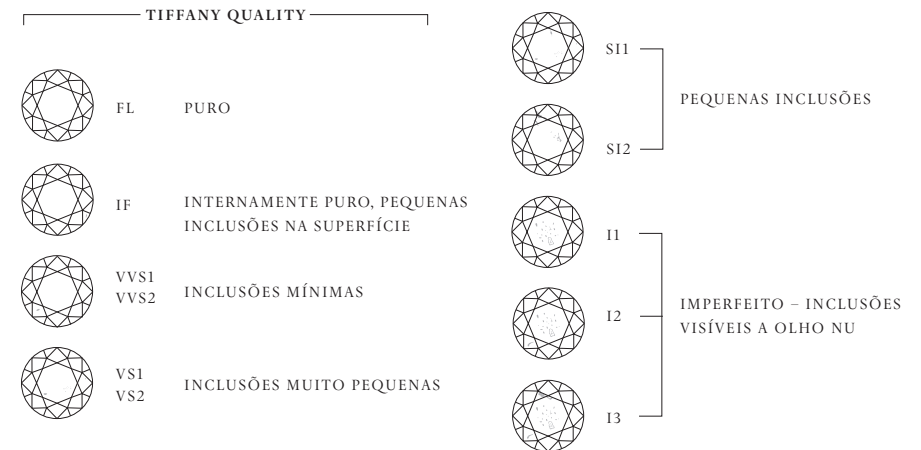 TIFFANY QUALITY
FL PURO
IF INTERNAMENTE PURO, PEQUENAS
INCLUSÕES NA SUPERFÍCIE
VVS1
VVS2
INCLUSÕES MÍNIMAS
VS1
VS2
INCLUSÕES MUITO PEQUENAS
SI1
SI2
PEQUENAS INCLUSÕES
I1
I2
I3
IMPERFEITO – INCLUSÕES
VISÍVEIS A OLHO NU